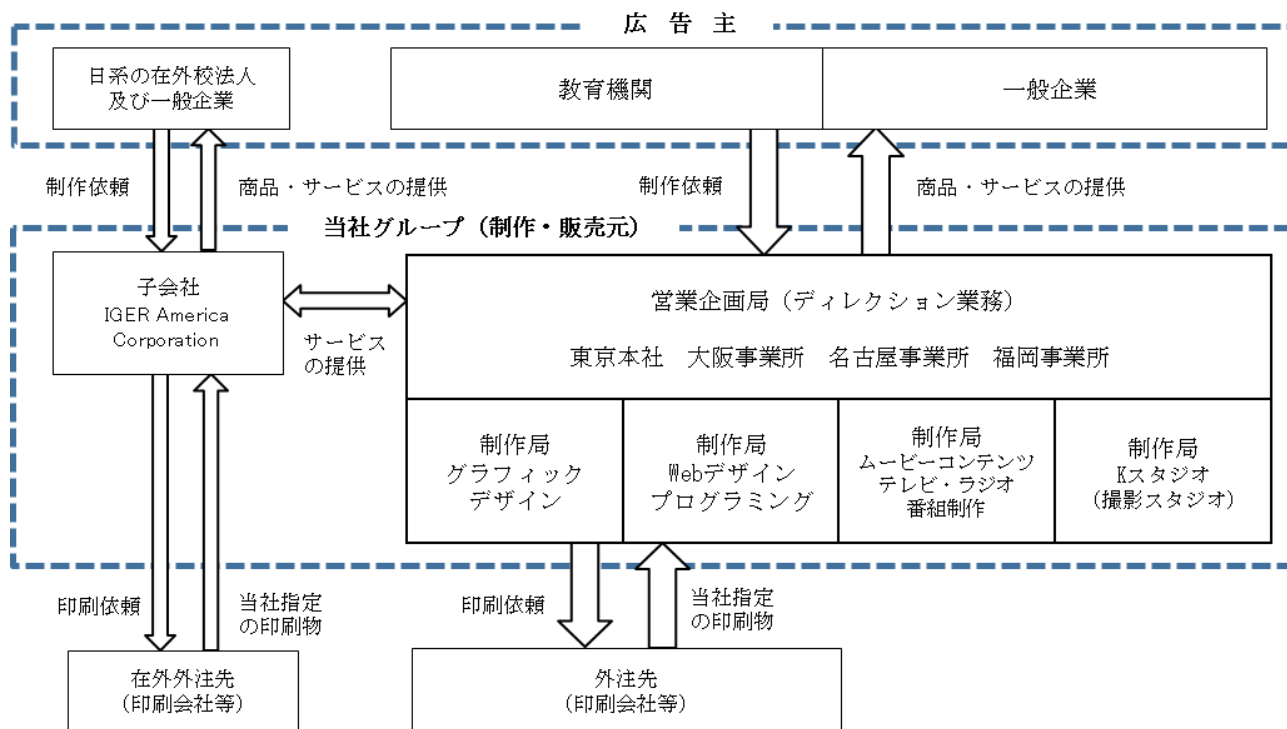 広 告 主
日系の在外校法人
及び一般企業
教育機関
一般企業
制作依頼
商品・サービスの提供
制作依頼
商品・サービスの提供
当社グループ（制作・販売元）
子会社
IGER America
Corporation
サービス
の提供
営業企画局（ディレクション業務）
東京本社　大阪事業所　名古屋事業所　福岡事業所
制作局
グラフィック
デザイン
制作局
Webデザイン
プログラミング
制作局
ムービーコンテンツ
テレビ・ラジオ
番組制作
制作局
Kスタジオ
（撮影スタジオ）
印刷依頼
当社指定
の印刷物
印刷依頼
当社指定
の印刷物
在外外注先
（印刷会社等）
外注先
（印刷会社等）